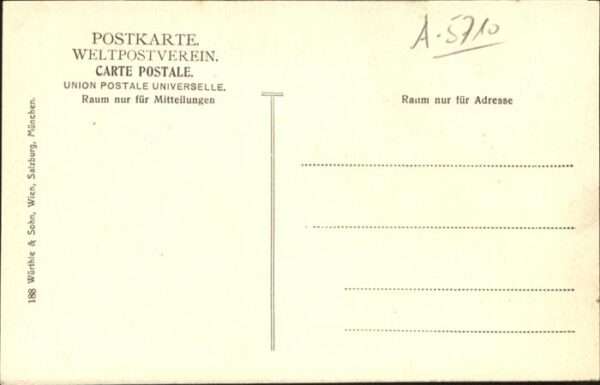 POSTKARTE.
WELTPOSTVEREIN.
CARTE POSTALE.
UNION POSTALE UNIVERSELLE.
Raum nur für Mitteilungen
A-5710
Raum nur für Adresse
188 Würthle & Sohn, Wien, Salzburg, München.